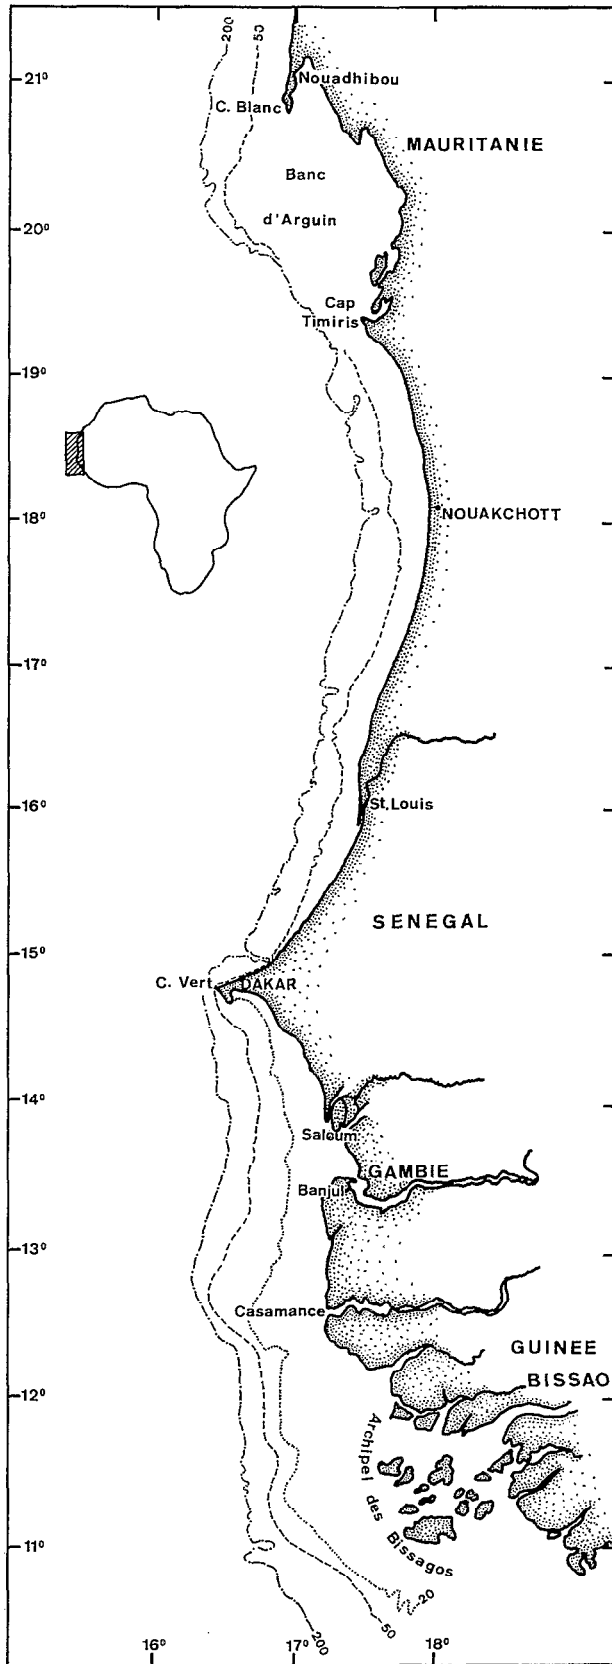 200
50
21°
Nouadhibou
C. Blanc
MAURITANIE
Banc
d'Arguin
20°
Cap
Timiris
19°
18°
NOUAKCHOTT
17°
16°
St. Louis
SENEGAL
15°
C. Vert
DAKAR
14°
Saloum
GAMBIE
Banjul
13°
Casamance
GUINEE
BISSAO
12°
Archipel des Bissagos
11°
20
50
200
16°
17°
18°